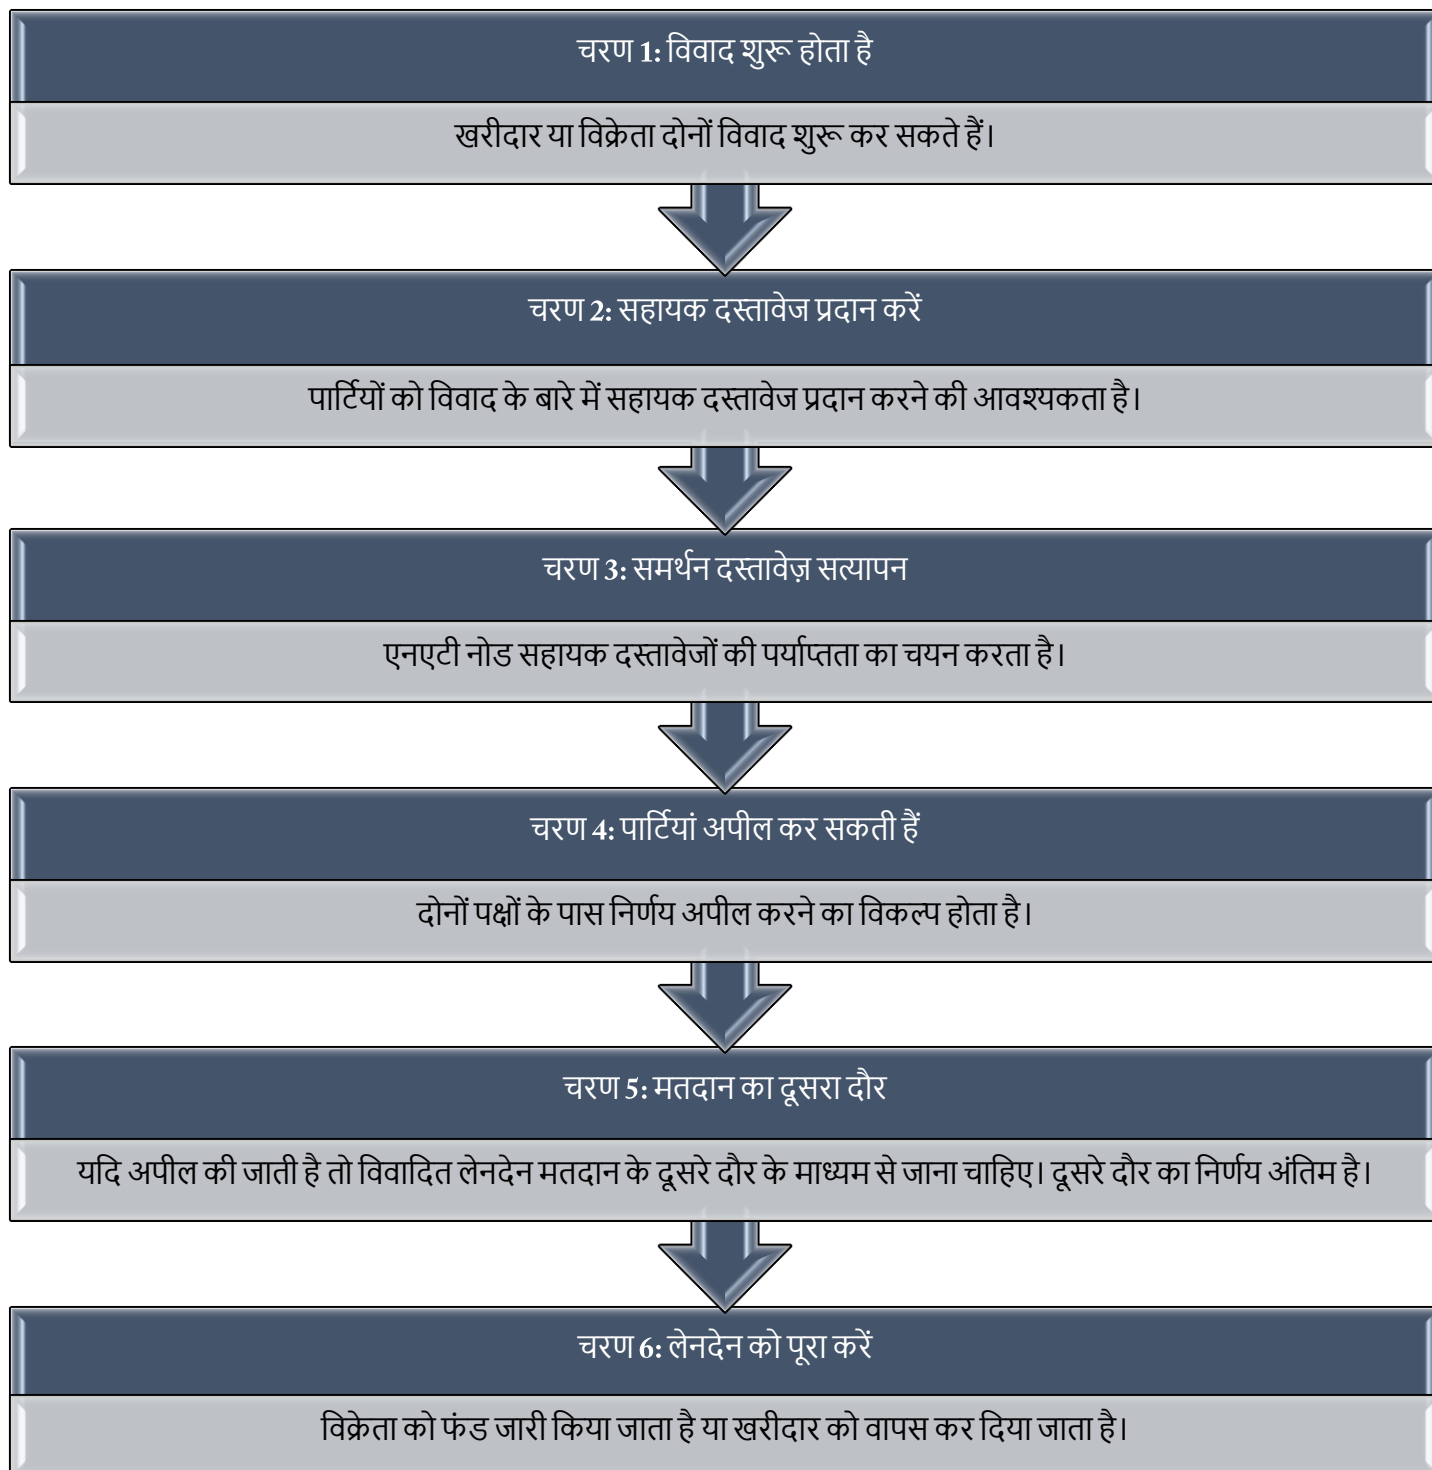 चरण 1: विवाद शुरू होता है
खरीदार या विक्रेता दोनों विवाद शुरू कर सकते हैं।
चरण 2: सहायक दस्तावेज प्रदान करें
पार्टियों को विवाद के बारे में सहायक दस्तावेज प्रदान करने की आवश्यकता है।
चरण 3: समर्थन दस्तावेज़ सत्यापन
एनएटी नोड सहायक दस्तावेजों की पर्याप्तता का चयन करता है।
चरण 4: पार्टियां अपील कर सकती हैं
दोनों पक्षों के पास निर्णय अपील करने का विकल्प होता है।
चरण 5: मतदान का दूसरा दौर
यदि अपील की जाती है तो विवादित लेनदेन मतदान के दूसरे दौर के माध्यम से जाना चाहिए। दूसरे दौर का निर्णय अंतिम है।
चरण 6: लेनदेन को पूरा करें
विक्रेता को फंड जारी किया जाता है या खरीदार को वापस कर दिया जाता है।